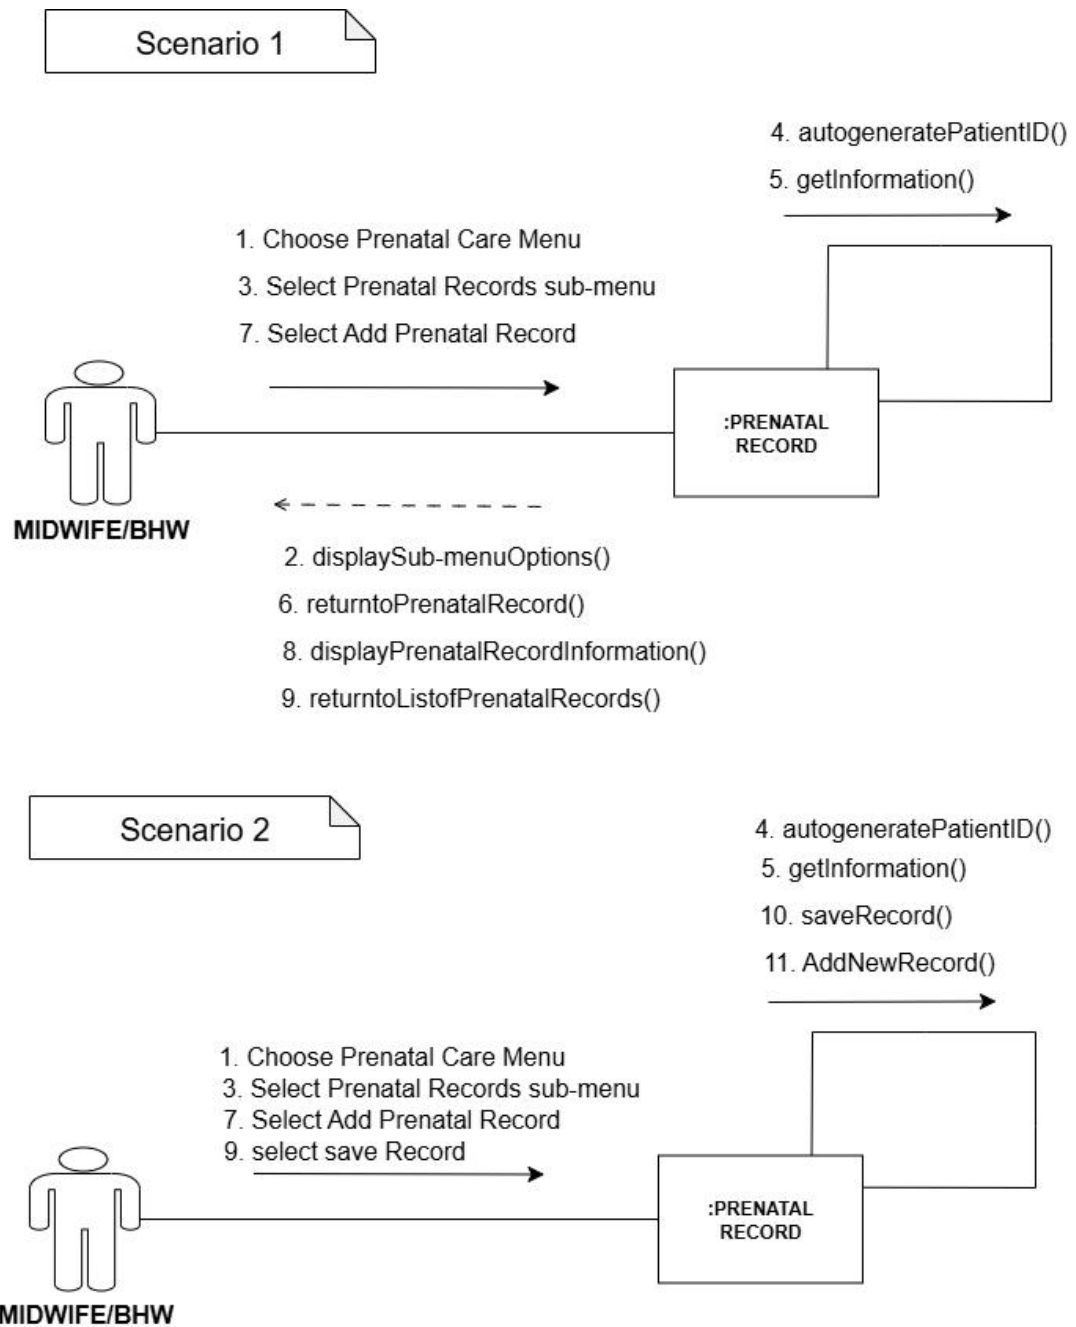 Scenario 1
4. autogeneratePatientID()
5. getInformation()
1. Choose Prenatal Care Menu
3. Select Prenatal Records sub-menu
7. Select Add Prenatal Record
:PRENATAL
RECORD
MIDWIFE/BHW
2. displaySub-menuOptions()
6. returntoPrenatalRecord()
8. displayPrenatalRecordInformation()
9. returntoListofPrenatalRecords()
Scenario 2
4. autogeneratePatientID()
5. getInformation()
10. saveRecord()
11. AddNewRecord()
1. Choose Prenatal Care Menu
3. Select Prenatal Records sub-menu
7. Select Add Prenatal Record
9. select save Record
:PRENATAL
RECORD
MIDWIFE/BHW